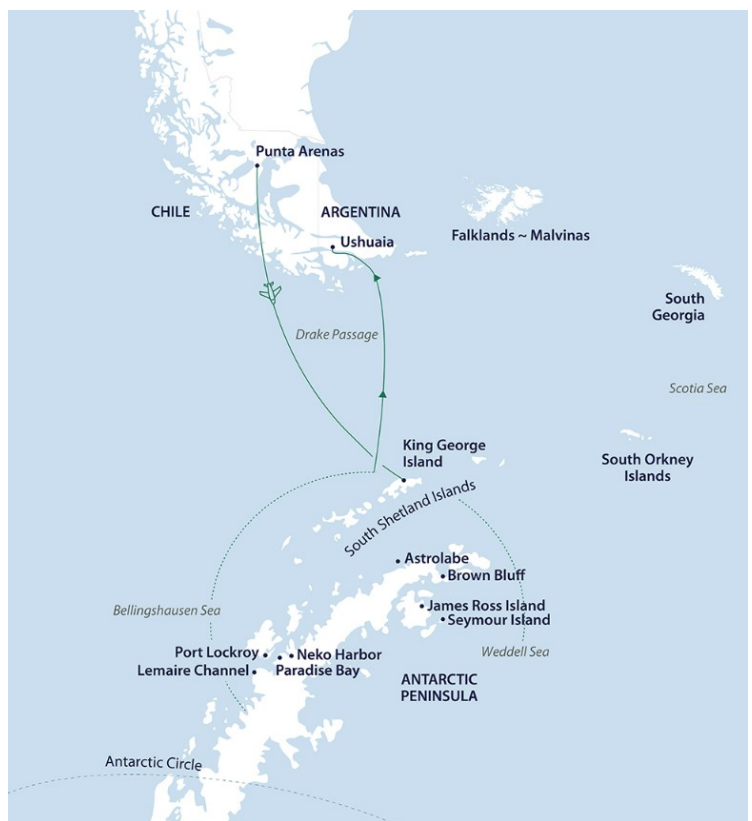 Punta Arenas
CHILE
ARGENTINA
Ushuaia
Falklands ~ Malvinas
South
Georgia
Drake Passage
Scotia Sea
King George
Island
South Orkney
Islands
South Shetland Islands
Astrolabe
Brown Bluff
Bellingshausen Sea
James Ross Island
Seymour Island
Port Lockroy
Neko Harbor
Weddell Sea
Lemaire Channel
Paradise Bay
ANTARCTIC
PENINSULA
Antarctic Circle